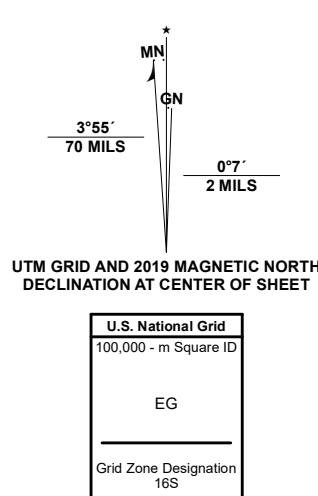 ★
MN
GN
3°55´
70 MILS
0°7´
2 MILS
UTM GRID AND 2019 MAGNETIC NORTH
DECLINATION AT CENTER OF SHEET
U.S. National Grid
100,000 - m Square ID
EG
Grid Zone Designation
16S